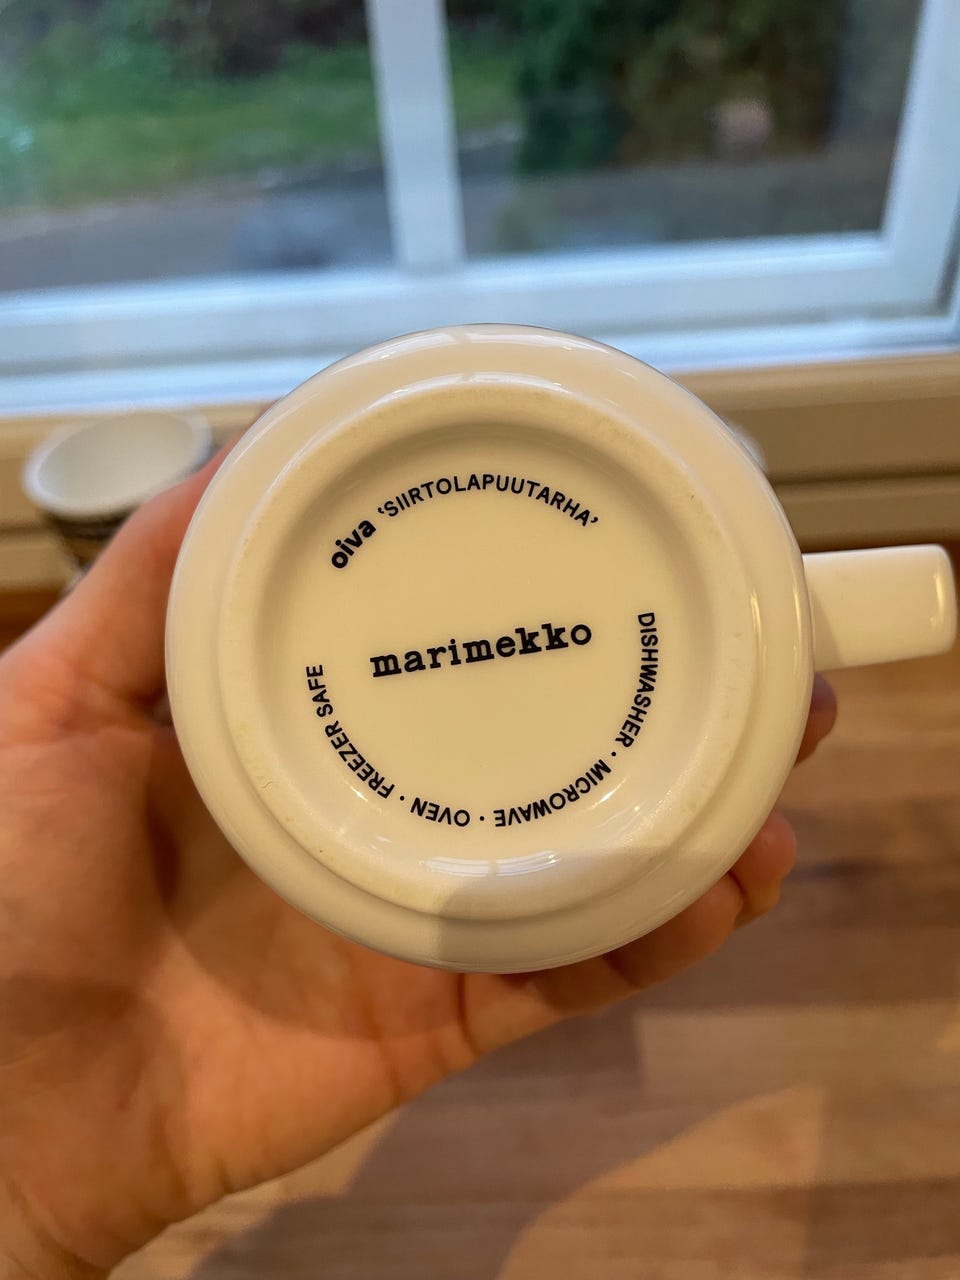 oiva ‘SIIRTOLAPUUTARHA’
marimekko
DISHWASHER · MICROWAVE · OVEN · FREEZER SAFE